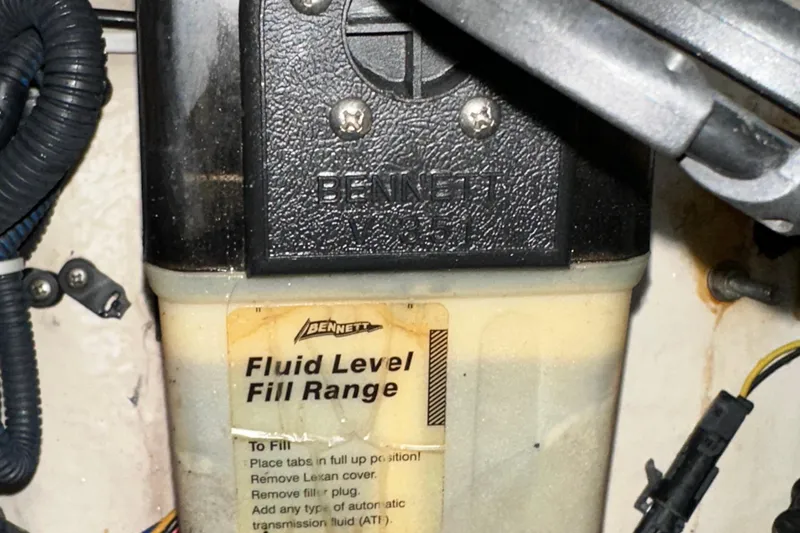 BENNETT
V 351
BENNETT
Fluid Level
Fill Range
To Fill
Place tabs in full up position!
Remove Lexan cover.
Remove filler plug.
Add any type of automatic
transmission fluid (ATF).